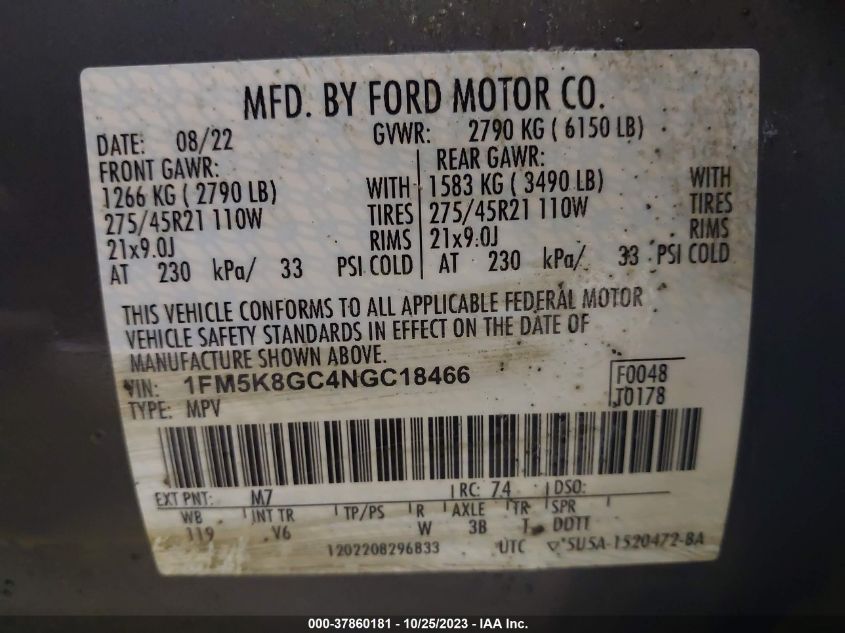 MFD. BY FORD MOTOR CO.
DATE: 08/22 GVWR: 2790 KG ( 6150 LB)
FRONT GAWR: REAR GAWR:
1266 KG ( 2790 LB) WITH 1583 KG ( 3490 LB) WITH
275/45R21 110W TIRES 275/45R21 110W TIRES
21x9.0J RIMS 21x9.0J RIMS
AT 230 kPa/ 33 PSI COLD AT 230 kPa/ 33 PSI COLD
THIS VEHICLE CONFORMS TO ALL APPLICABLE FEDERAL MOTOR
VEHICLE SAFETY STANDARDS IN EFFECT ON THE DATE OF
MANUFACTURE SHOWN ABOVE.
VIN: 1FM5K8GC4NGC18466 F0048
TYPE: MPV T0178
EXT PNT: M7 RC: 74 DSO:
WB INT TR TP/PS R AXLE TR SPR
119 V6 W 3B T DDTT
1202208296833 UTC SUSA-1520472-BA
000-37860181 - 10/25/2023 - IAA Inc.